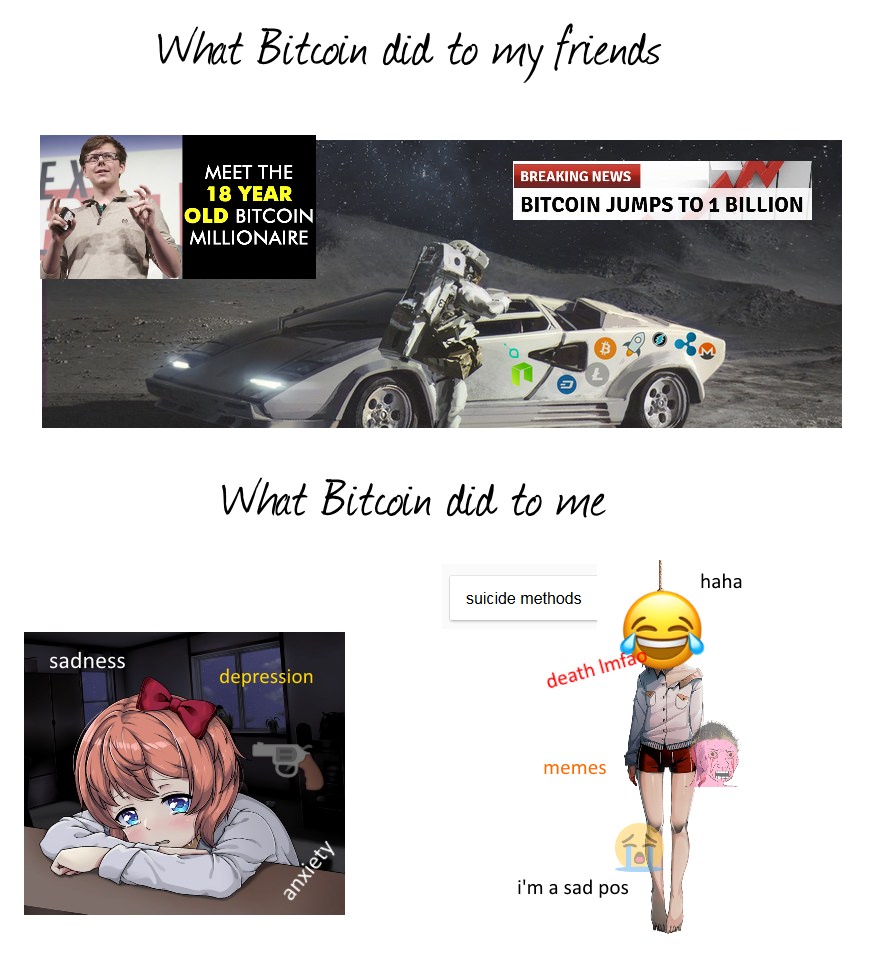 What Bitcoin did to my friends
MEET THE
18 YEAR
OLD BITCOIN
MILLIONAIRE
BREAKING NEWS
BITCOIN JUMPS TO 1 BILLION
What Bitcoin did to me
suicide methods
haha
sadness
depression
death lmfao
memes
anxiety
i'm a sad pos